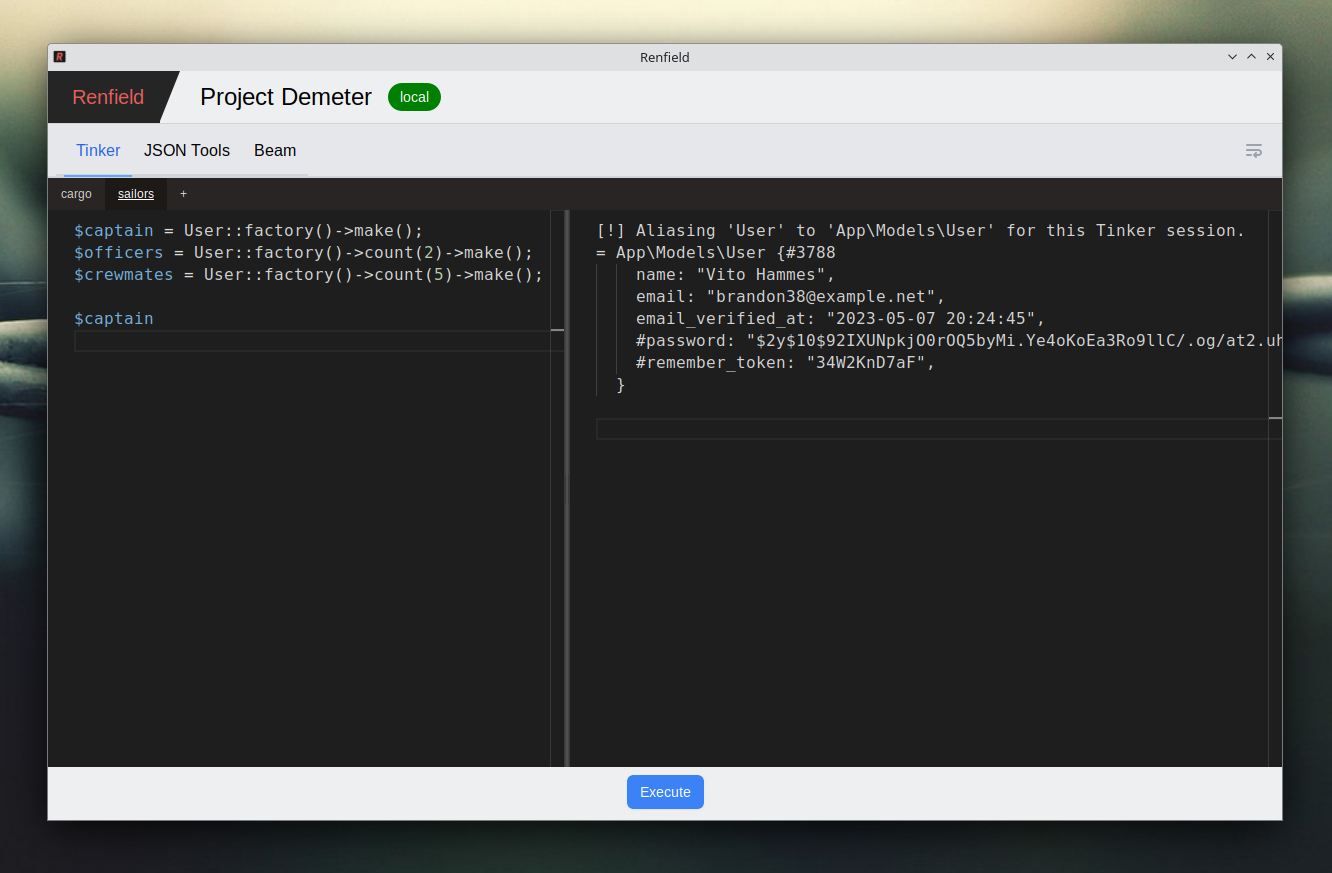 R
Renfield
Renfield
Project Demeter
local
Tinker
JSON Tools
Beam
cargo
sailors
+
$captain = User::factory()->make();
$officers = User::factory()->count(2)->make();
$crewmates = User::factory()->count(5)->make();
$captain
[!] Aliasing 'User' to 'App\Models\User' for this Tinker session.
= App\Models\User {#3788
name: "Vito Hammes",
email: "brandon38@example.net",
email_verified_at: "2023-05-07 20:24:45",
#password: "$2y$10$92IXUNpkjO0rOQ5byMi.Ye4oKoEa3Ro9llC/.og/at2.uh
#remember_token: "34W2KnD7aF",
}
Execute